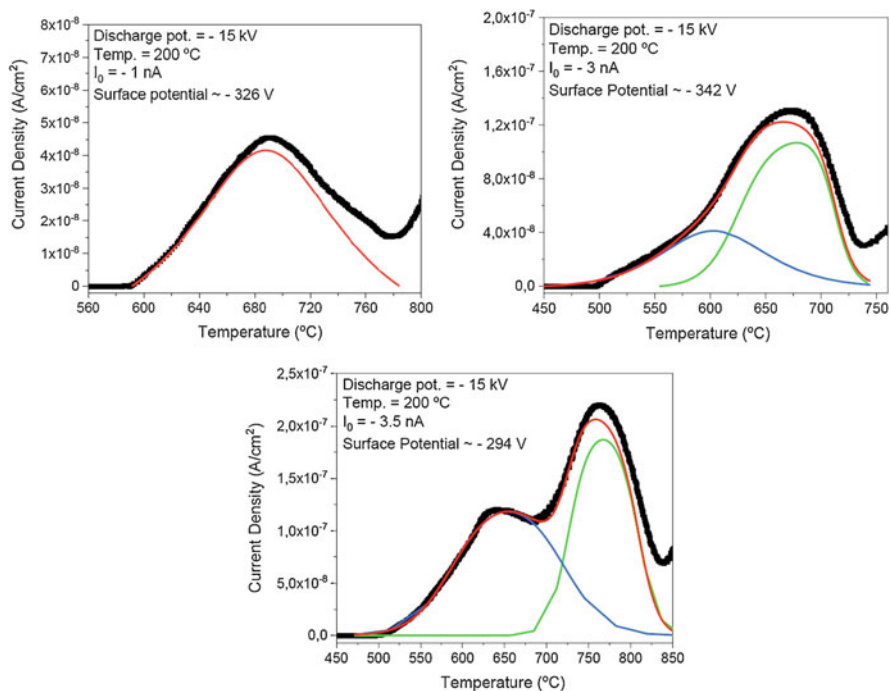 8x10⁻⁸
7x10⁻⁸
6x10⁻⁸
5x10⁻⁸
4x10⁻⁸
3x10⁻⁸
2x10⁻⁸
1x10⁻⁸
0
Current Density (A/cm²)
Discharge pot. = - 15 kV
Temp. = 200 ºC
I₀ = - 1 nA
Surface potential ~ - 326 V
560 600 640 680 720 760 800
Temperature (ºC)
2,0x10⁻⁷
1,6x10⁻⁷
1,2x10⁻⁷
8,0x10⁻⁸
4,0x10⁻⁸
0,0
Current Density (A/cm²)
Discharge pot. = - 15 kV
Temp. = 200 ºC
I₀ = - 3 nA
Surface Potential ~ - 342 V
450 500 550 600 650 700 750
Temperature (ºC)
2,5x10⁻⁷
2,0x10⁻⁷
1,5x10⁻⁷
1,0x10⁻⁷
5,0x10⁻⁸
0,0
Current Density (A/cm²)
Discharge pot. = - 15 kV
Temp. = 200 ºC
I₀ = - 3.5 nA
Surface Potential ~ - 294 V
450 500 550 600 650 700 750 800 850
Temperature (ºC)